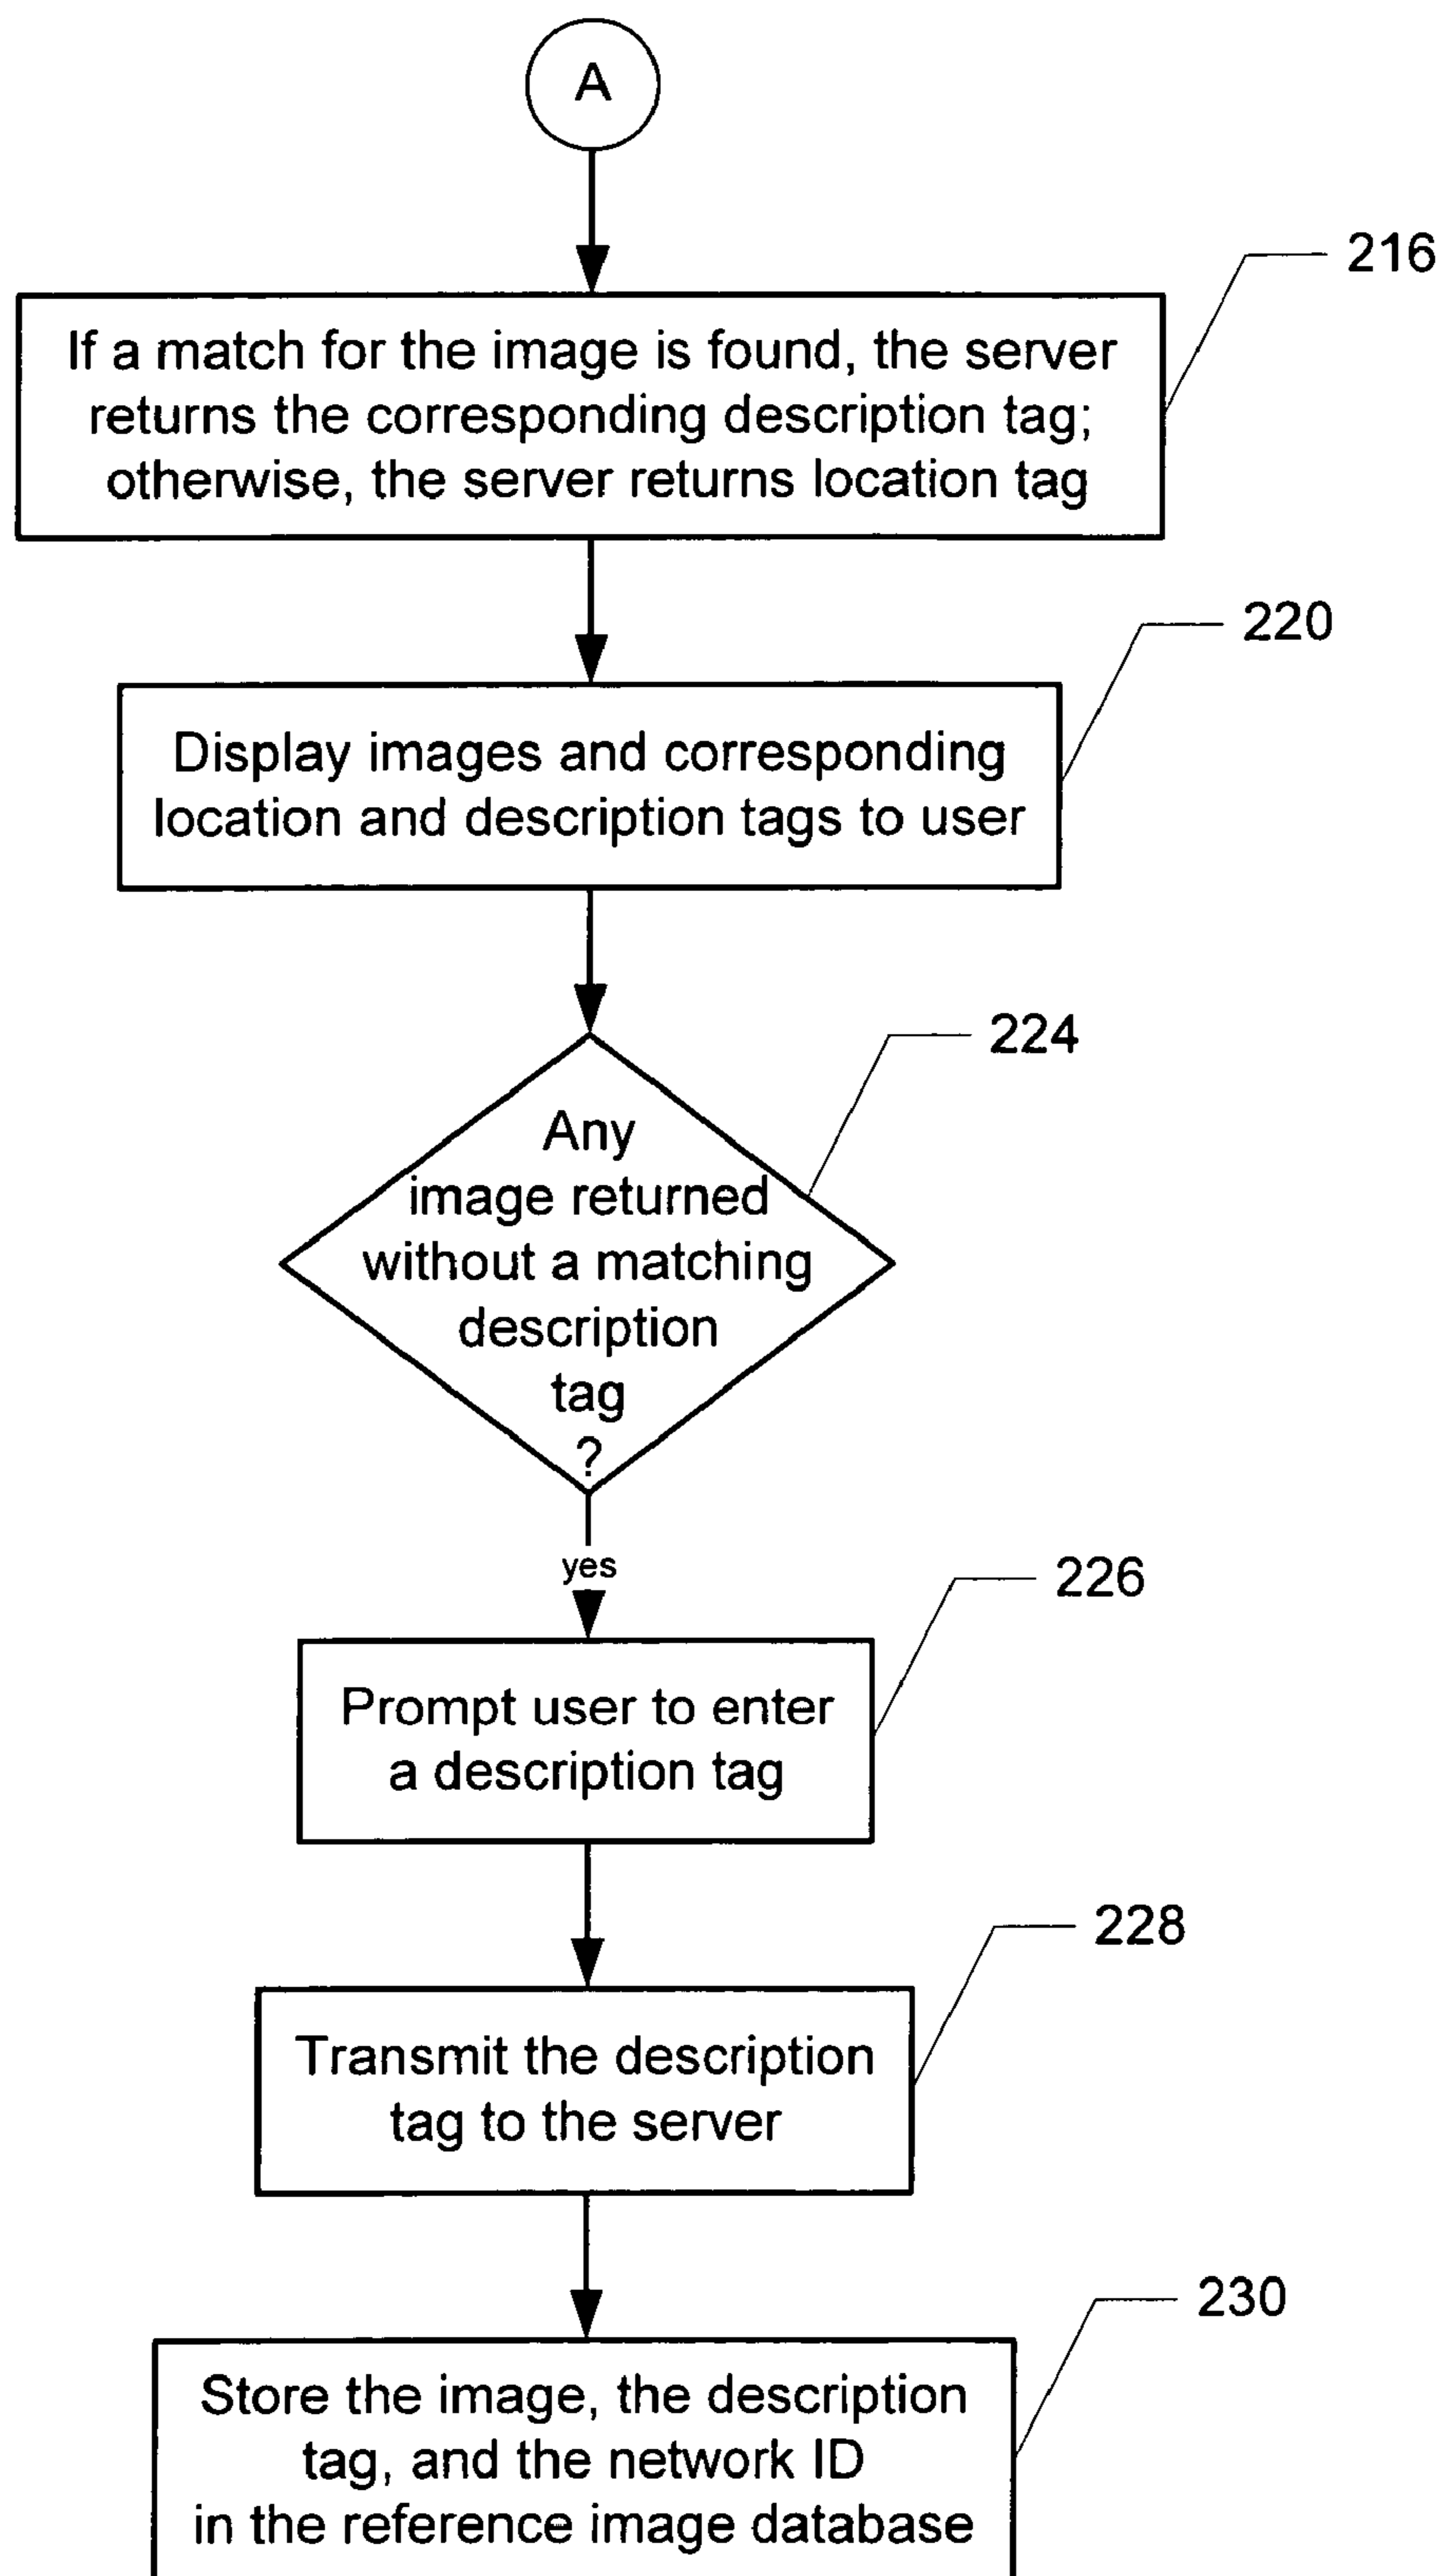 A
216
If a match for the image is found, the server
returns the corresponding description tag;
otherwise, the server returns location tag
220
Display images and corresponding
location and description tags to user
224
Any
image returned
without a matching
description
tag
?
yes
226
Prompt user to enter
a description tag
228
Transmit the description
tag to the server
230
Store the image, the description
tag, and the network ID
in the reference image database